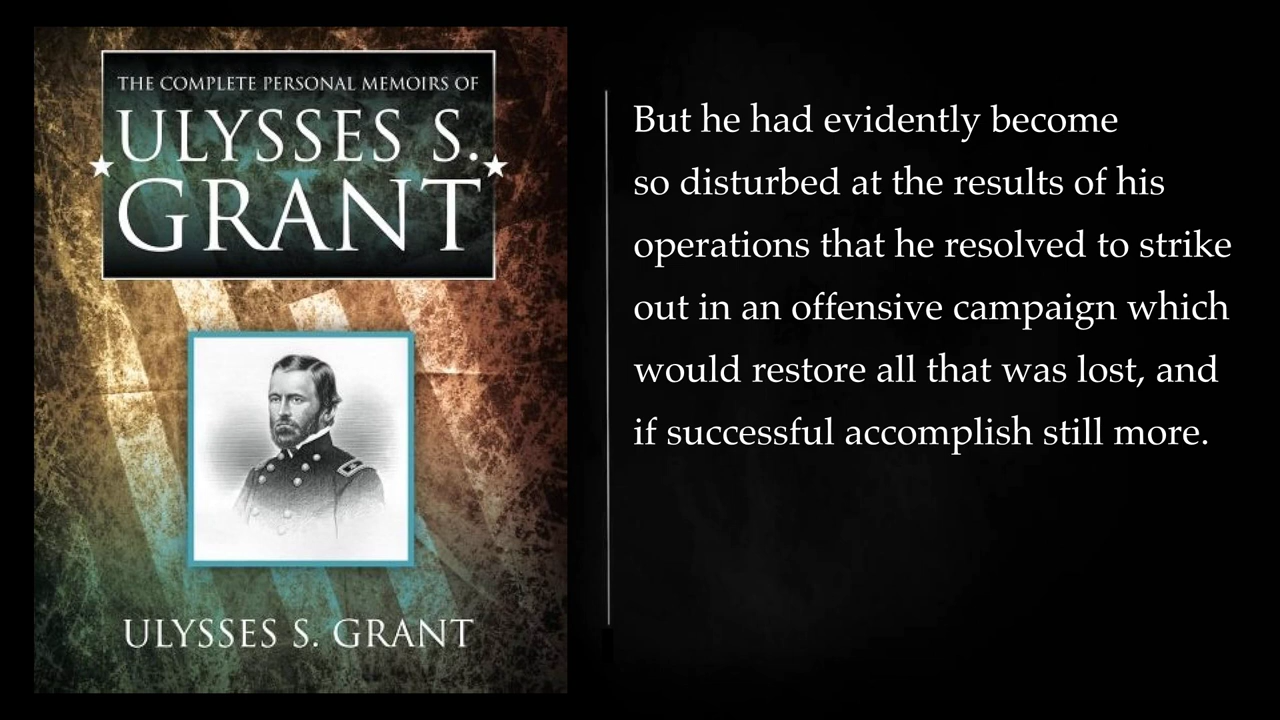 THE COMPLETE PERSONAL MEMOIRS OF
ULYSSES S.
GRANT
ULYSSES S. GRANT
But he had evidently become
so disturbed at the results of his
operations that he resolved to strike
out in an offensive campaign which
would restore all that was lost, and
if successful accomplish still more.